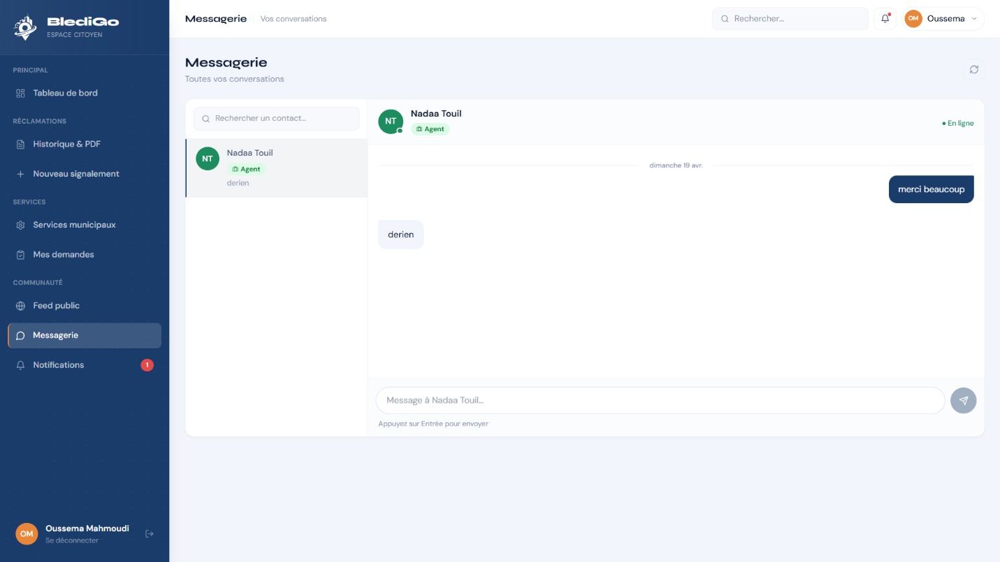 BlediGo
ESPACE CITOYEN
PRINCIPAL
Tableau de bord
RÉCLAMATIONS
Historique & PDF
Nouveau signalement
SERVICES
Services municipaux
Mes demandes
COMMUNAUTÉ
Feed public
Messagerie
Notifications 1
OM Oussema Mahmoudi
Se déconnecter
Messagerie Vos conversations
Rechercher...
OM Oussema
Messagerie
Toutes vos conversations
Rechercher un contact...
NT Nadaa Touil
Agent
derien
NT Nadaa Touil
Agent
En ligne
dimanche 19 avr.
merci beaucoup
derien
Message à Nadaa Touil...
Appuyez sur Entrée pour envoyer